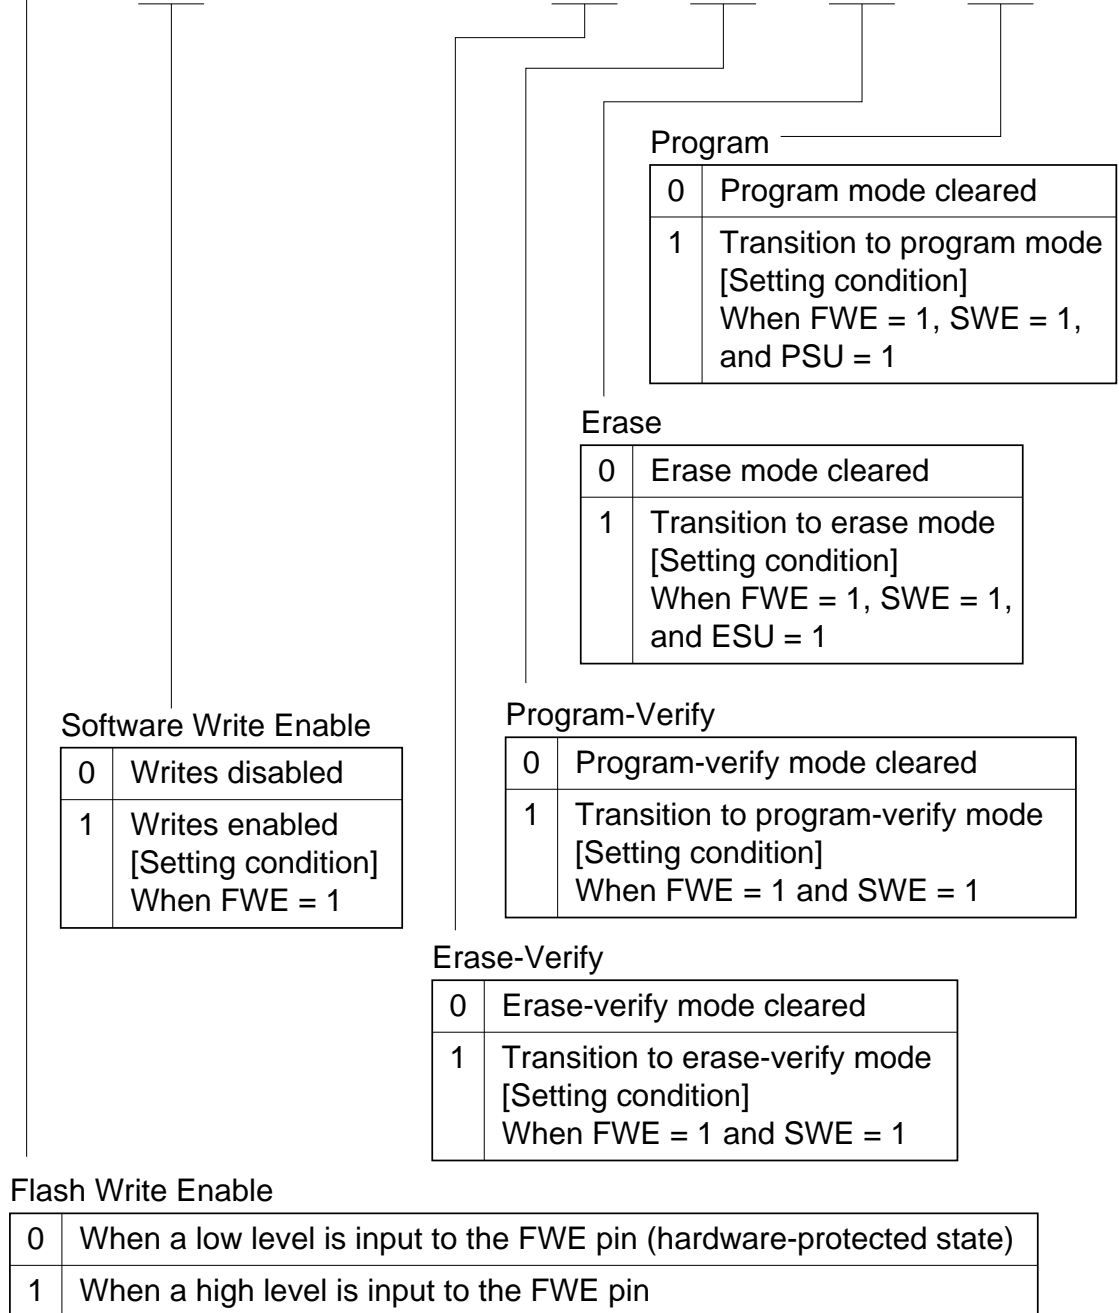 Program
0 Program mode cleared
1 Transition to program mode
[Setting condition]
When FWE = 1, SWE = 1,
and PSU = 1
Erase
0 Erase mode cleared
1 Transition to erase mode
[Setting condition]
When FWE = 1, SWE = 1,
and ESU = 1
Software Write Enable
0 Writes disabled
1 Writes enabled
[Setting condition]
When FWE = 1
Program-Verify
0 Program-verify mode cleared
1 Transition to program-verify mode
[Setting condition]
When FWE = 1 and SWE = 1
Erase-Verify
0 Erase-verify mode cleared
1 Transition to erase-verify mode
[Setting condition]
When FWE = 1 and SWE = 1
Flash Write Enable
0 When a low level is input to the FWE pin (hardware-protected state)
1 When a high level is input to the FWE pin